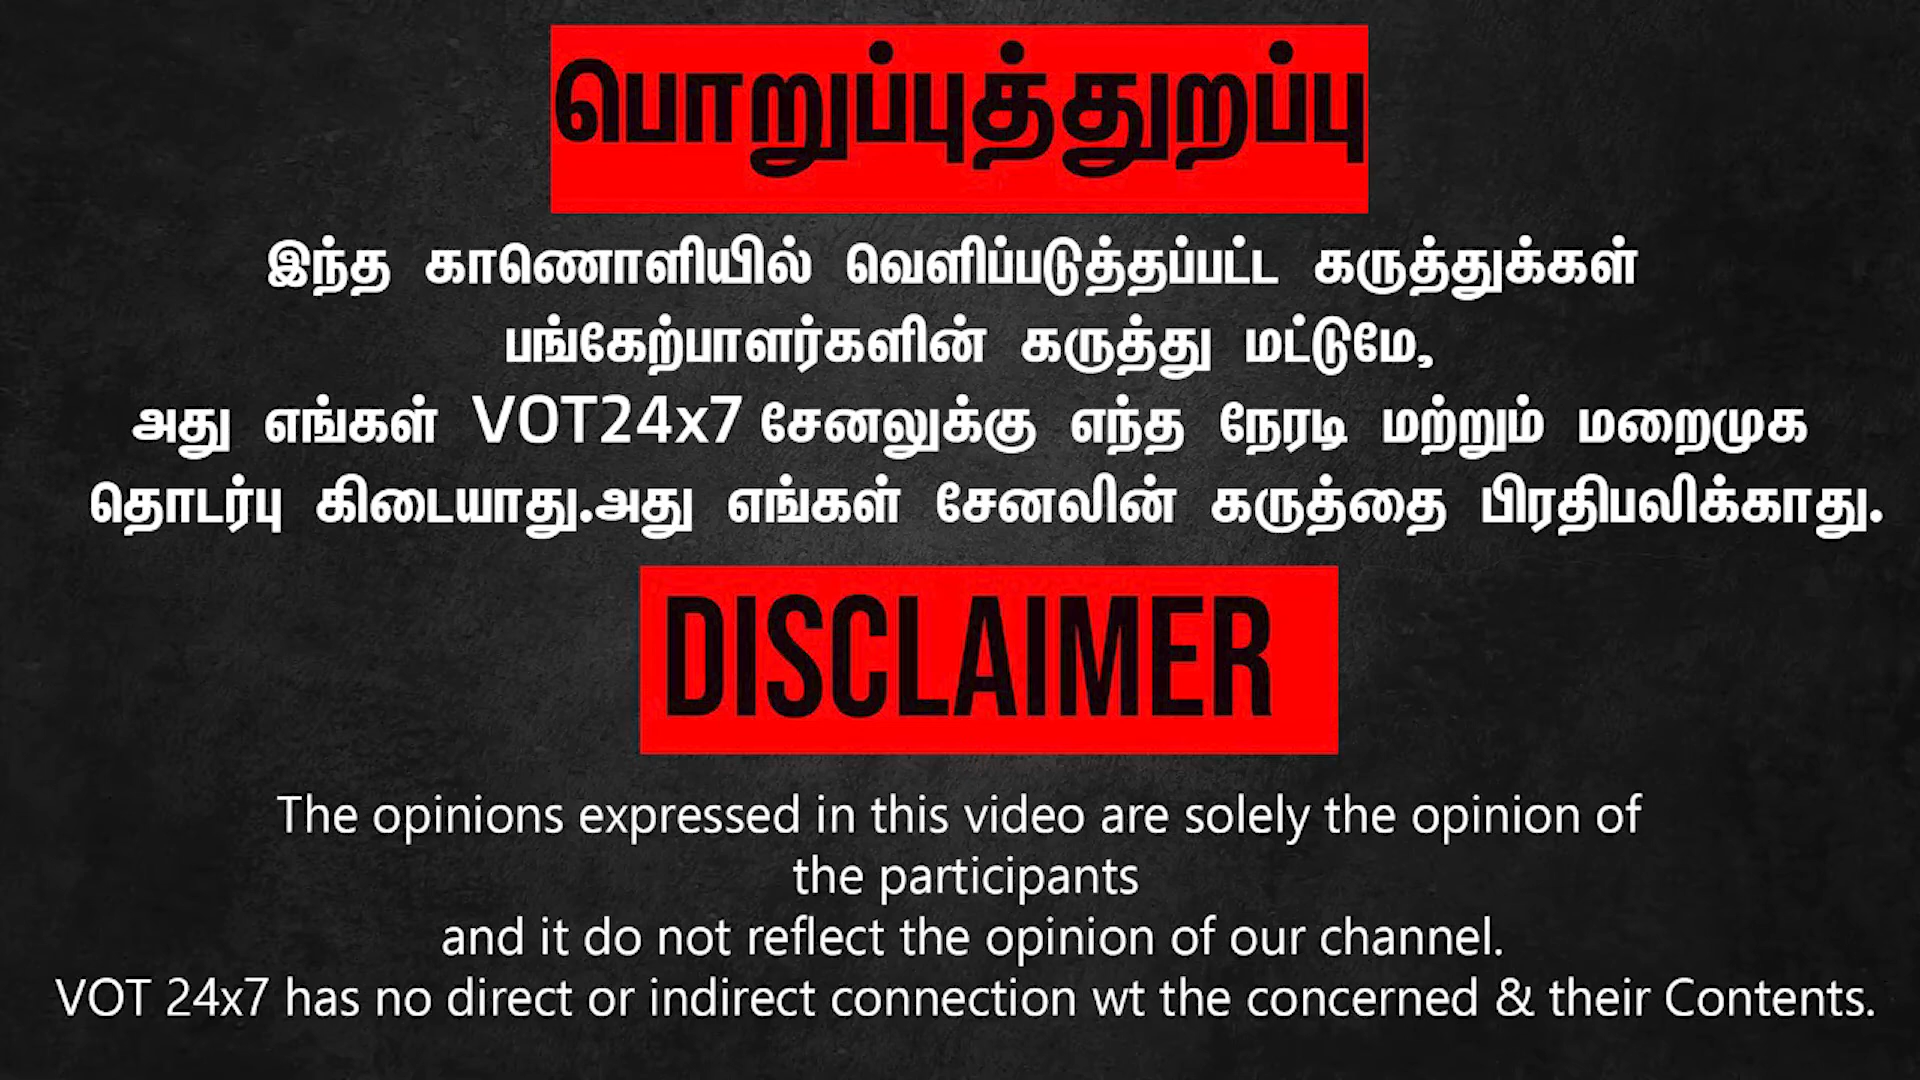 பொறுப்புத்துறப்பு
இந்த காணொளியில் வெளிப்படுத்தப்பட்ட கருத்துக்கள்
பங்கேற்பாளர்களின் கருத்து மட்டுமே,
அது எங்கள் VOT24x7 சேனலுக்கு எந்த நேரடி மற்றும் மறைமுக
தொடர்பு கிடையாது.அது எங்கள் சேனலின் கருத்தை பிரதிபலிக்காது.
DISCLAIMER
The opinions expressed in this video are solely the opinion of
the participants
and it do not reflect the opinion of our channel.
VOT 24x7 has no direct or indirect connection wt the concerned & their Contents.